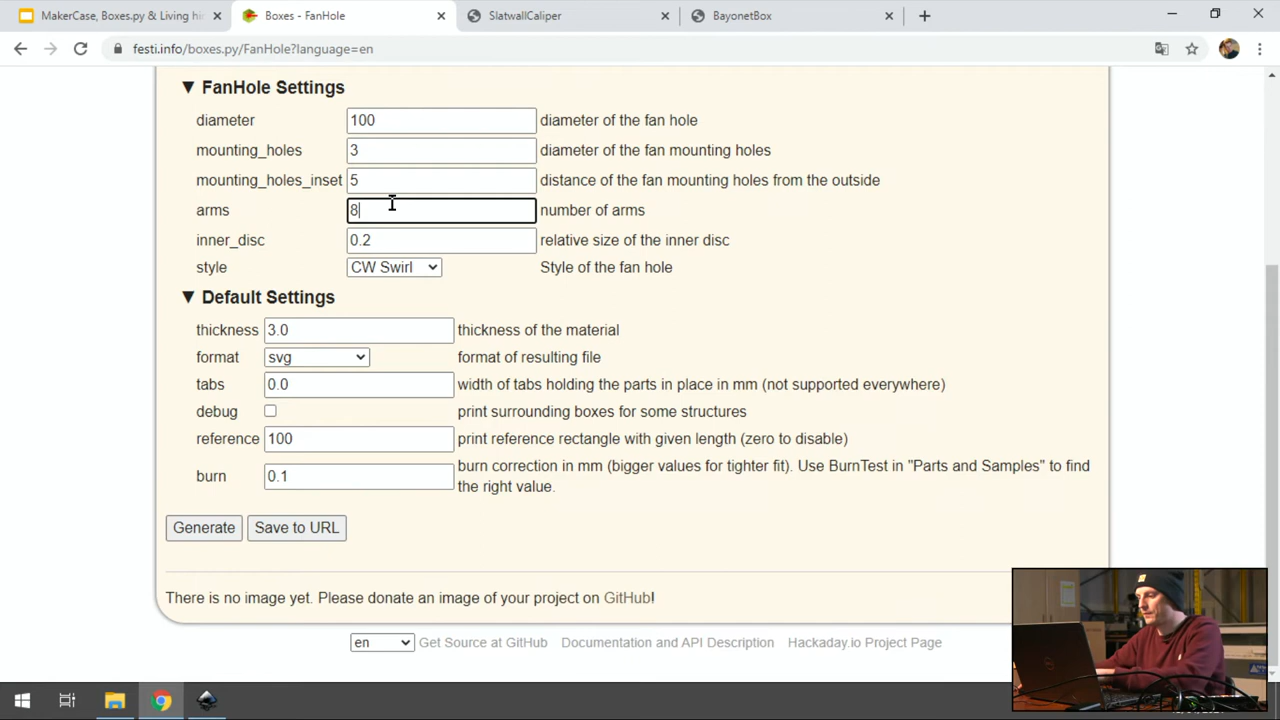 MakerCase, Boxes.py & Living hi
Boxes - FanHole
SlatwallCaliper
BayonetBox
festi.info/boxes.py/FanHole?language=en
▼ FanHole Settings
diameter 100 diameter of the fan hole
mounting_holes 3 diameter of the fan mounting holes
mounting_holes_inset 5 distance of the fan mounting holes from the outside
arms 8 number of arms
inner_disc 0.2 relative size of the inner disc
style CW Swirl Style of the fan hole
▼ Default Settings
thickness 3.0 thickness of the material
format svg format of resulting file
tabs 0.0 width of tabs holding the parts in place in mm (not supported everywhere)
debug print surrounding boxes for some structures
reference 100 print reference rectangle with given length (zero to disable)
burn 0.1 burn correction in mm (bigger values for tighter fit). Use BurnTest in "Parts and Samples" to find
the right value.
Generate Save to URL
There is no image yet. Please donate an image of your project on GitHub!
en Get Source at GitHub Documentation and API Description Hackaday.io Project Page